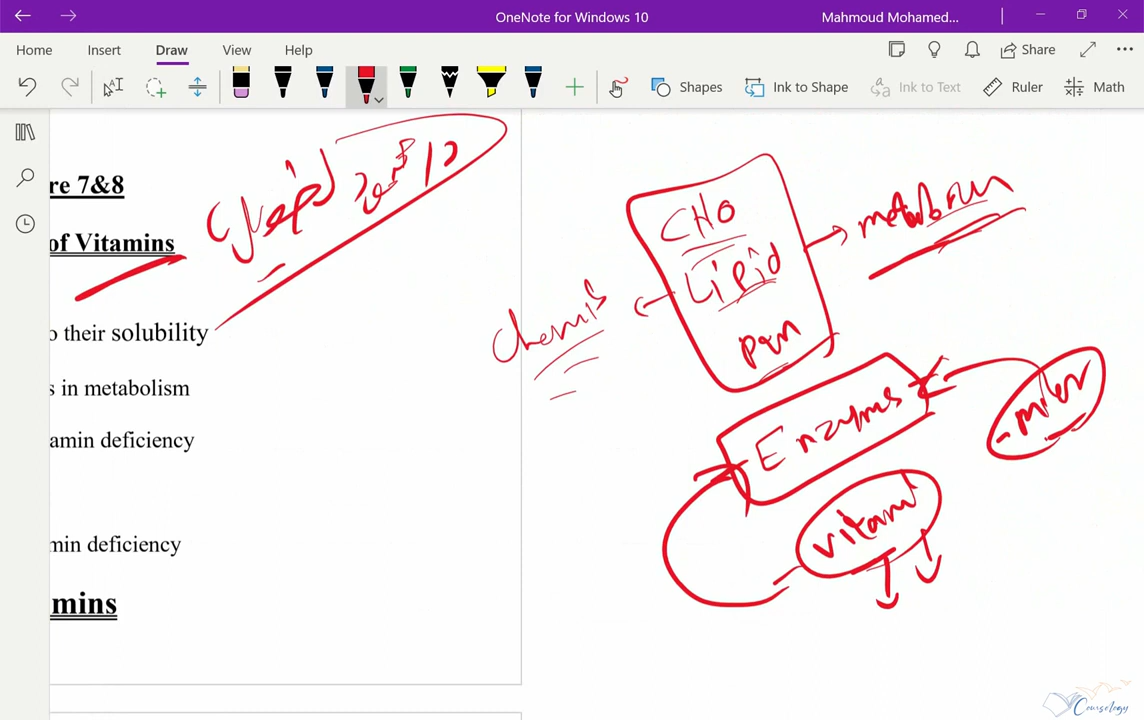 OneNote for Windows 10
Mahmoud Mohamed...
Home Insert Draw View Help
Share
Shapes Ink to Shape Ink to Text Ruler Math
re 7&8
of Vitamins
o their solubility
s in metabolism
amin deficiency
min deficiency
mins
CHO
Lipid
metabolism
Enzymes
vitami
Courology